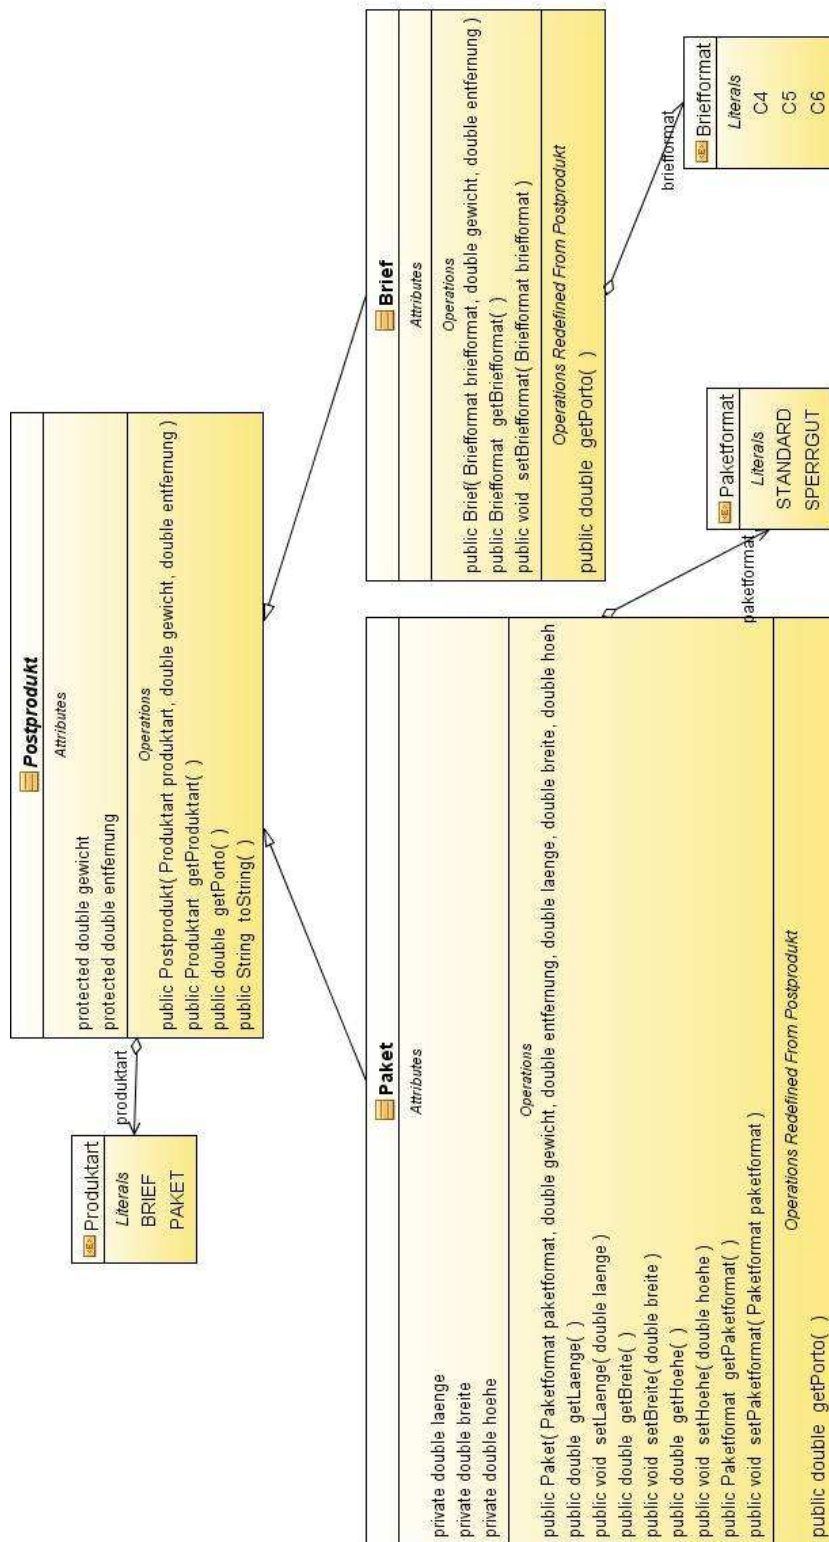 Postprodukt
Attributes
protected double gewicht
protected double entfernung
Operations
public Postprodukt( Produktart produktart, double gewicht, double entfernung )
public Produktart getProduktart( )
public double getPorto( )
public String toString( )
produktart
Produktart
Literals
BRIEF
PAKET
Paket
Attributes
private double laenge
private double breite
private double hoehe
Operations
public Paket( Paketformat paketformat, double gewicht, double entfernung, double laenge, double breite, double hoeh
public double getLaenge( )
public void setLaenge( double laenge )
public double getBreite( )
public void setBreite( double breite )
public double getHoehe( )
public void setHoehe( double hoehe )
public Paketformat getPaketformat( )
public void setPaketformat( Paketformat paketformat )
Operations Redefined From Postprodukt
public double getPorto( )
Brief
Attributes
Operations
public Brief( Briefformat briefformat, double gewicht, double entfernung )
public Briefformat getBriefformat( )
public void setBriefformat( Briefformat briefformat )
Operations Redefined From Postprodukt
public double getPorto( )
paketformat
<E> Paketformat
Literals
STANDARD
SPERRGUT
briefformat
<E> Briefformat
Literals
C4
C5
C6